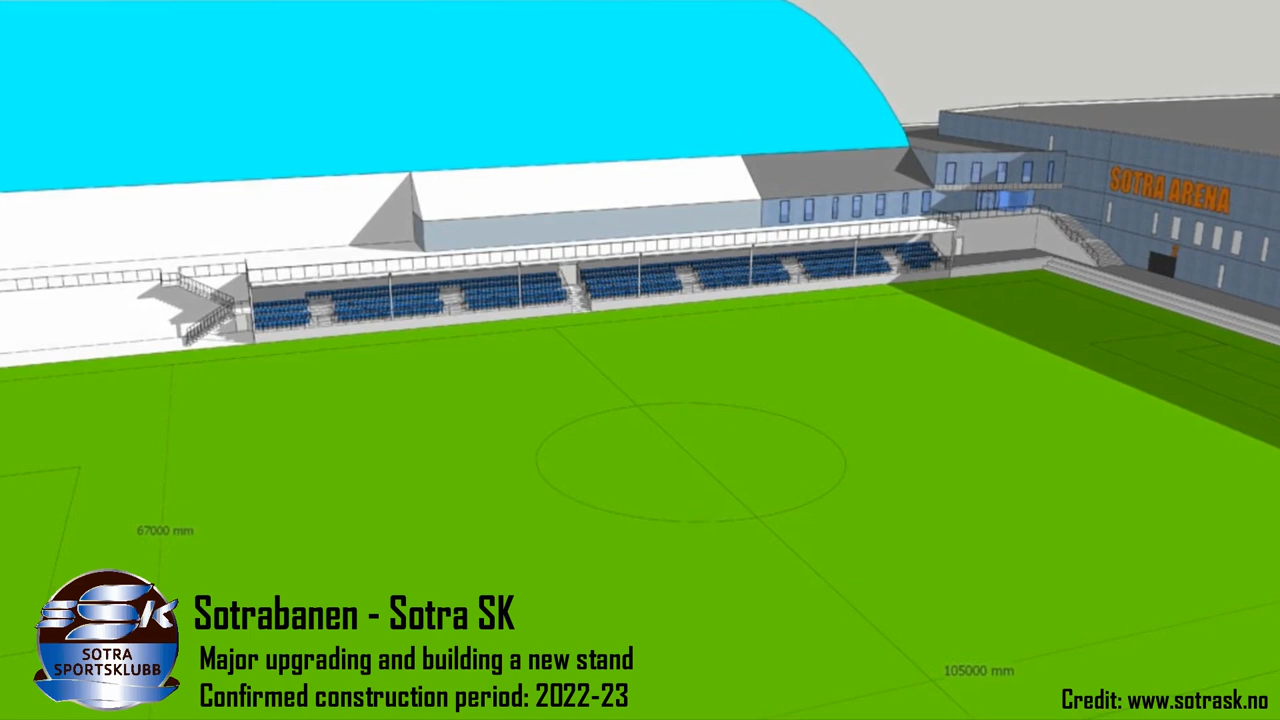 SOTRA ARENA
67000 mm
SSK
SOTRA
SPORTSKLUBB
Sotrabanen - Sotra SK
Major upgrading and building a new stand
Confirmed construction period: 2022-23
105000 mm
Credit: www.sotrask.no